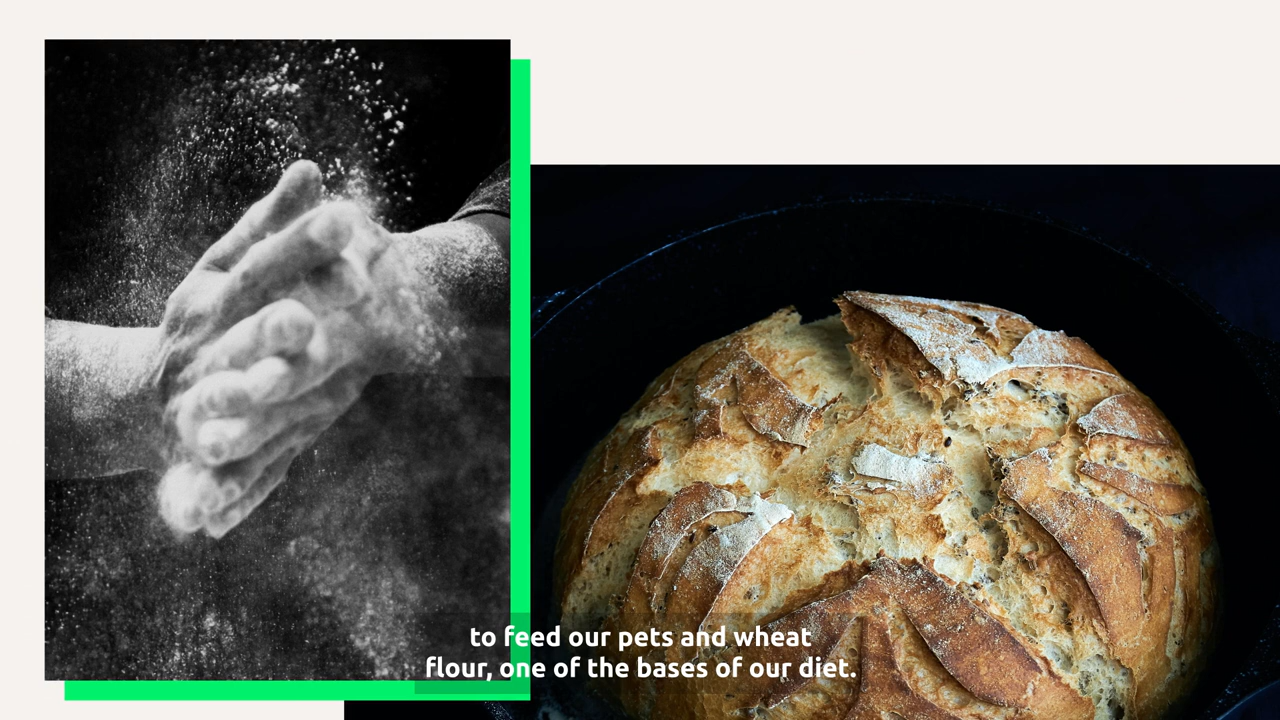 to feed our pets and wheat
flour, one of the bases of our diet.